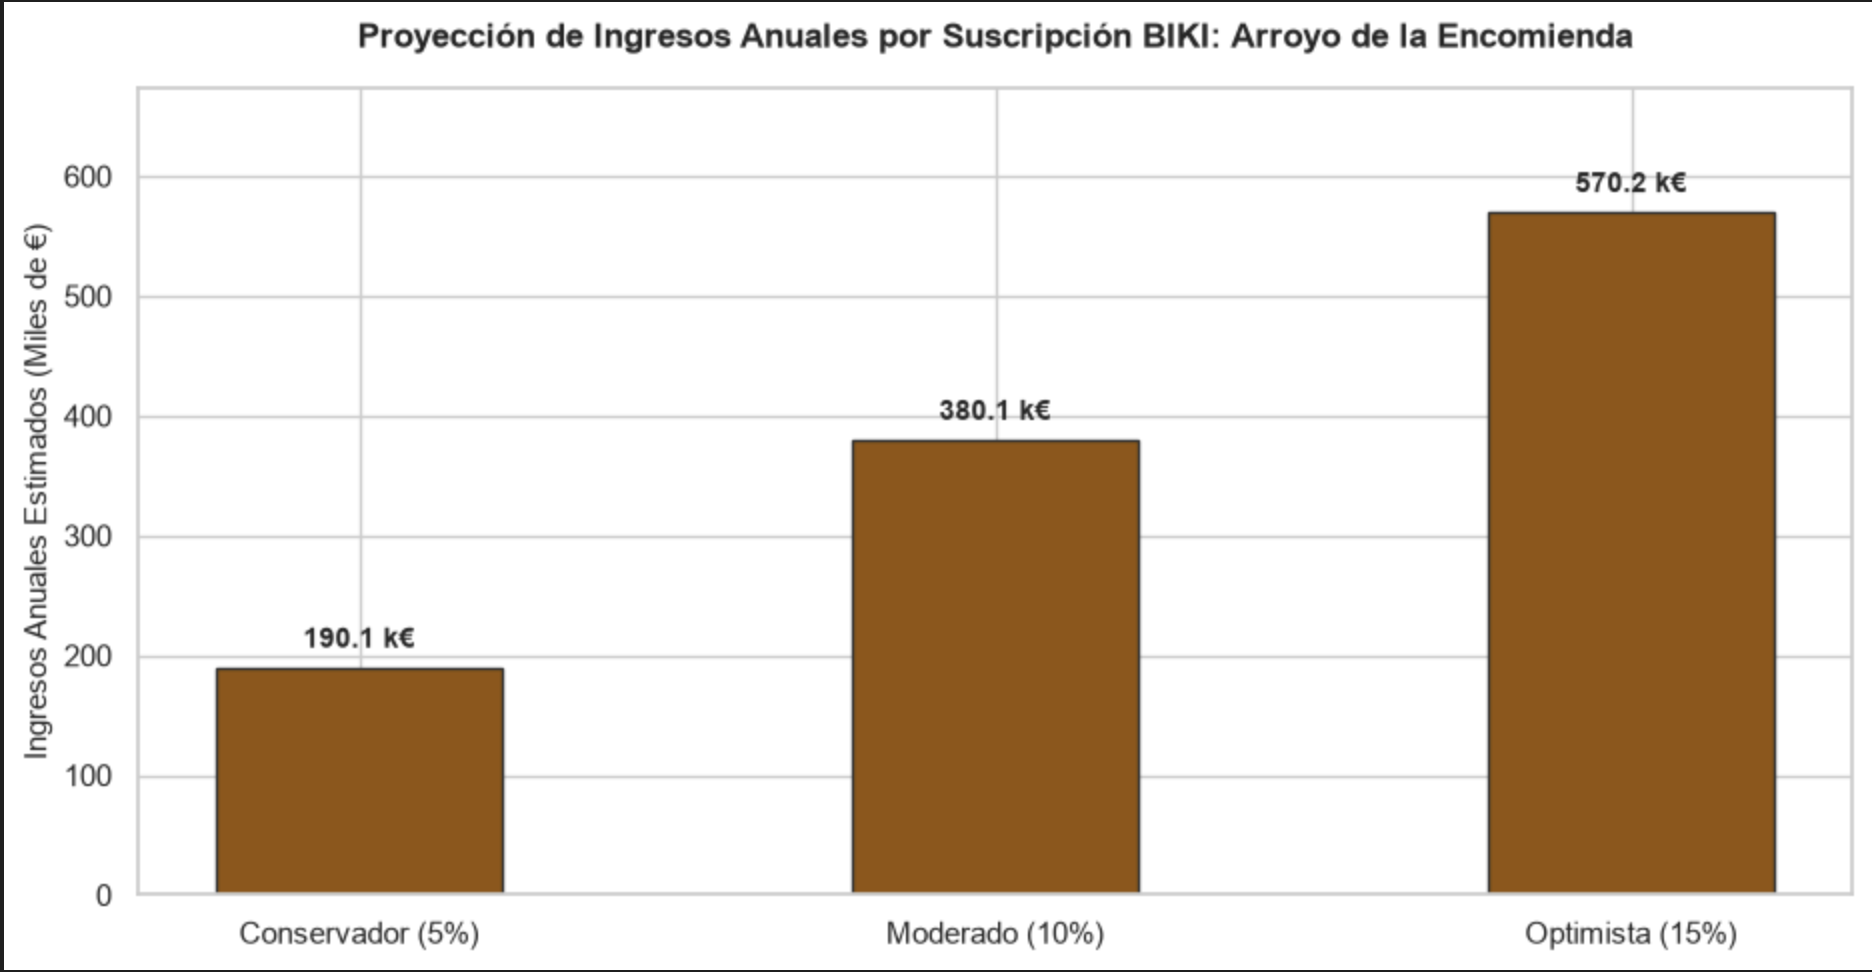 Proyección de Ingresos Anuales por Suscripción BIKI: Arroyo de la Encomienda
Ingresos Anuales Estimados (Miles de €)
600
500
400
300
200
100
0
190.1 k€
380.1 k€
570.2 k€
Conservador (5%)
Moderado (10%)
Optimista (15%)